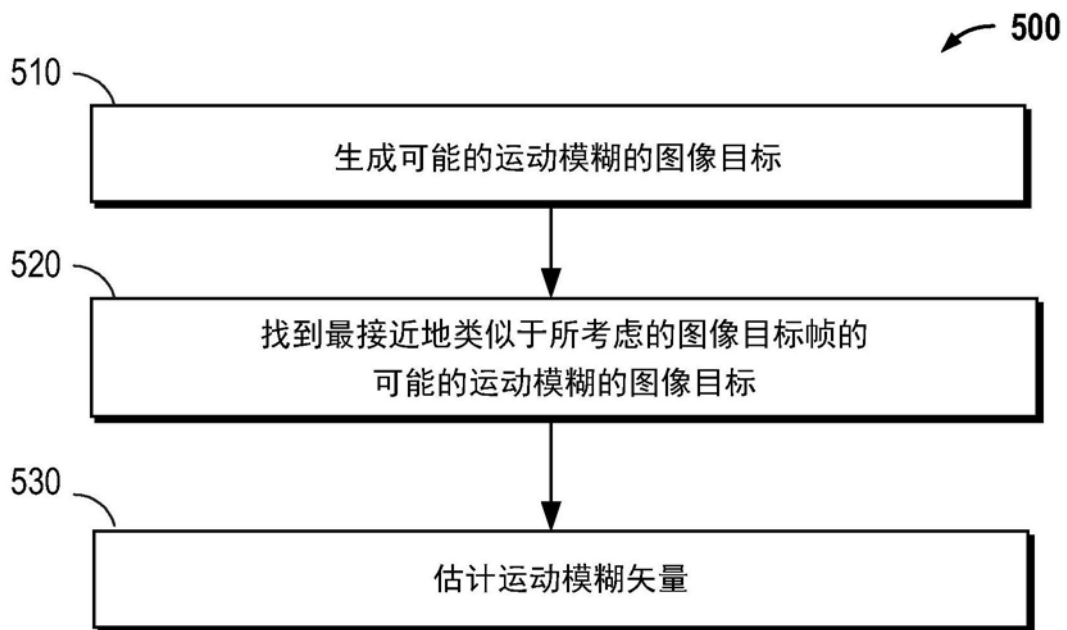 500
510
生成可能的运动模糊的图像目标
520
找到最接近地类似于所考虑的图像目标帧的
可能的运动模糊的图像目标
530
估计运动模糊矢量